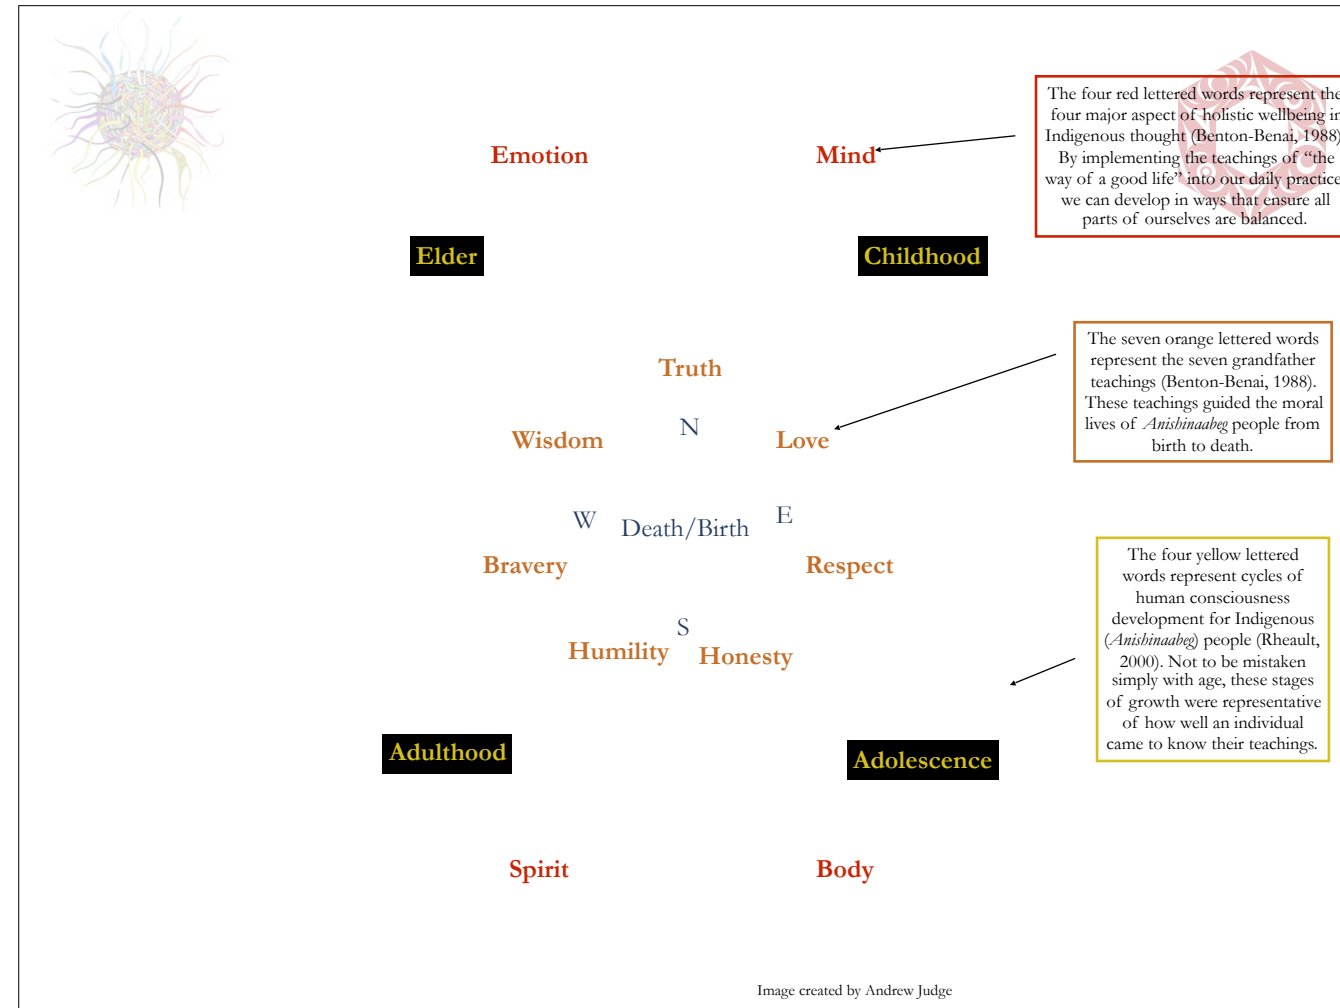 Emotion
Mind
The four red lettered words represent the
four major aspect of holistic wellbeing in
Indigenous thought (Benton-Benai, 1988)
By implementing the teachings of “the
way of a good life” into our daily practice
we can develop in ways that ensure all
parts of ourselves are balanced.
Elder
Childhood
Truth
The seven orange lettered words
represent the seven grandfather
teachings (Benton-Benai, 1988).
These teachings guided the moral
lives of Anishinaabeg people from
birth to death.
N
Wisdom
Love
W
Death/Birth
E
Bravery
Respect
The four yellow lettered
words represent cycles of
human consciousness
development for Indigenous
(Anishinaabeg) people (Rheault,
2000). Not to be mistaken
simply with age, these stages
of growth were representative
of how well an individual
came to know their teachings.
S
Humility
Honesty
Adulthood
Adolescence
Spirit
Body
Image created by Andrew Judge